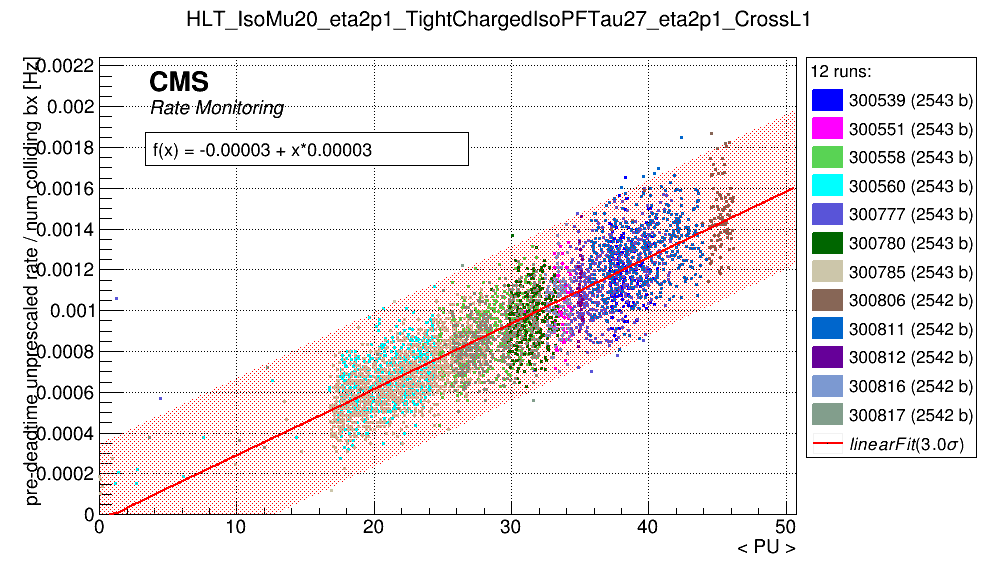 HLT_IsoMu20_eta2p1_TightChargedIsoPFTau27_eta2p1_CrossL1
pre-deadtime unprescaled rate / num colliding bx [Hz]
0.0022
0.002
0.0018
0.0016
0.0014
0.0012
0.001
0.0008
0.0006
0.0004
0.0002
0
CMS
Rate Monitoring
f(x) = -0.00003 + x*0.00003
0 10 20 30 40 50
< PU >
12 runs:
300539 (2543 b)
300551 (2543 b)
300558 (2543 b)
300560 (2543 b)
300777 (2543 b)
300780 (2543 b)
300785 (2543 b)
300806 (2542 b)
300811 (2542 b)
300812 (2542 b)
300816 (2542 b)
300817 (2542 b)
linearFit(3.0σ)